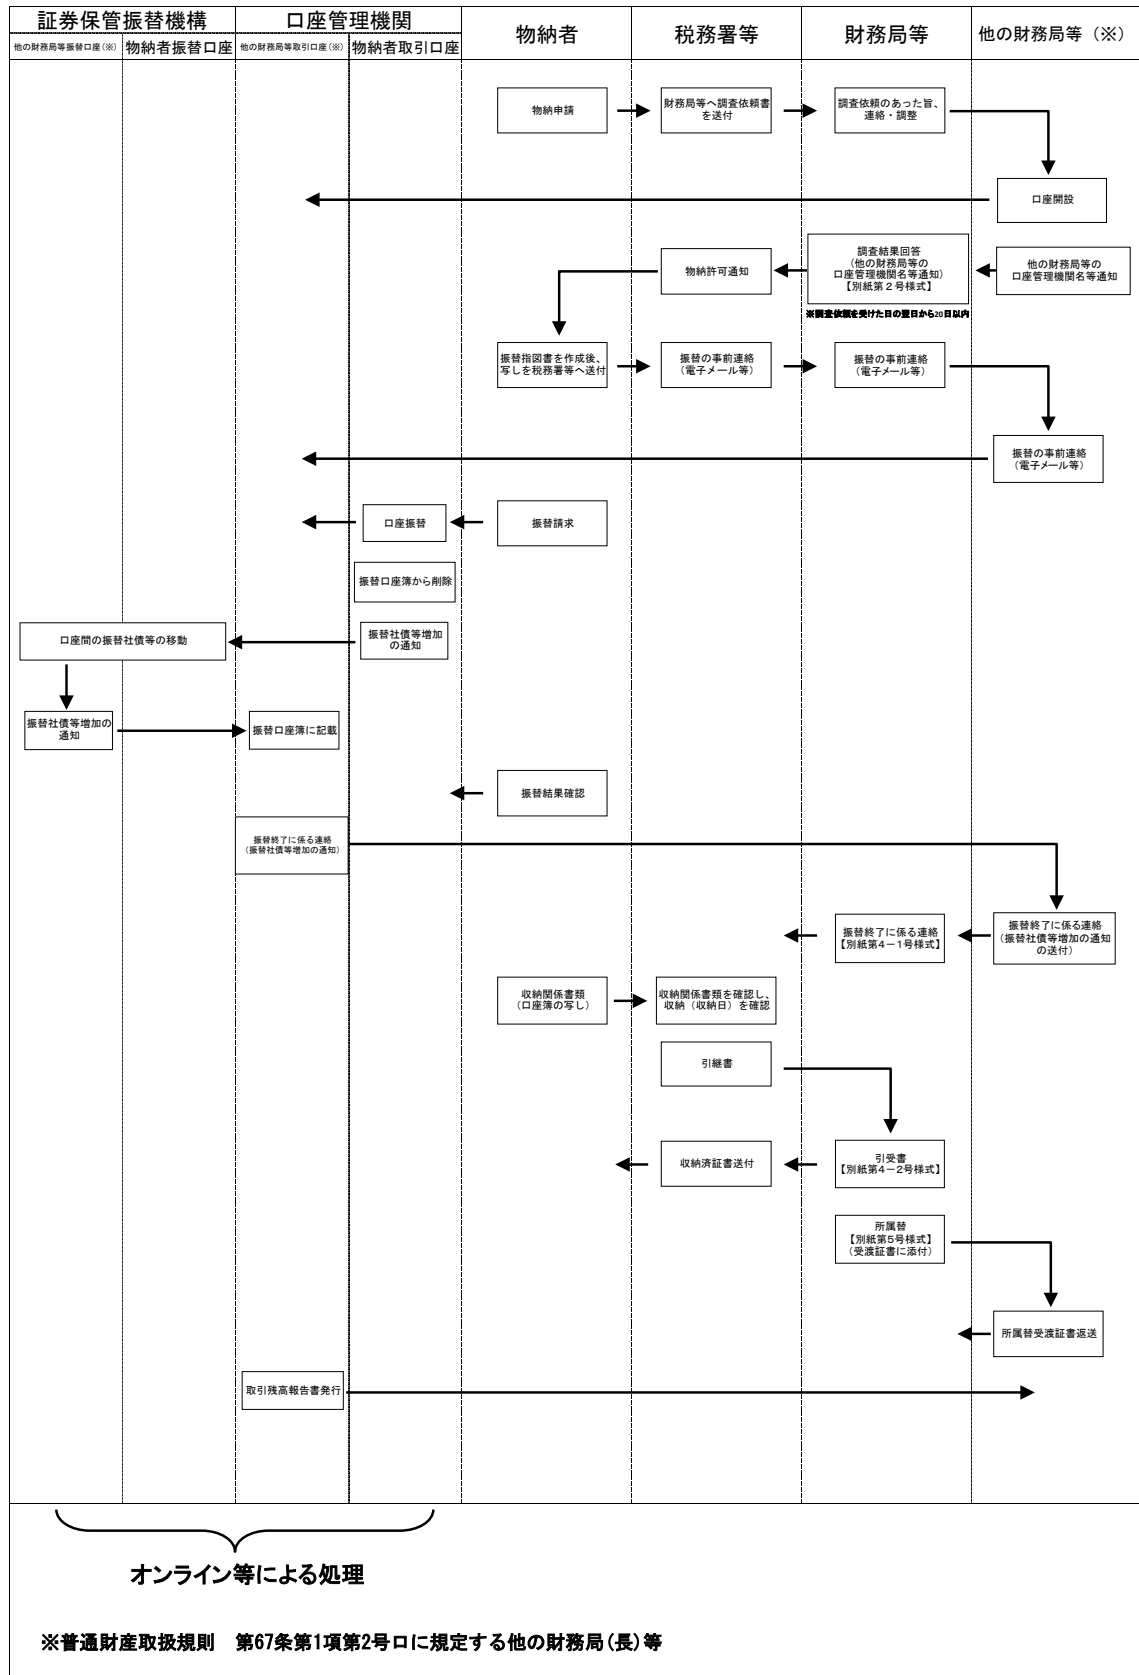 証券保管振替機構
口座管理機関
物納者
税務署等
財務局等
他の財務局等（※）
他の財務局等振替口座（※）
物納者振替口座
他の財務局等取引口座（※）
物納者取引口座
物納申請
財務局等へ調査依頼書
を送付
調査依頼のあった旨、
連絡・調整
口座開設
物納許可通知
調査結果回答
（他の財務局等の
口座管理機関名等通知）
【別紙第２号様式】
他の財務局等の
口座管理機関名等通知
※調査依頼を受けた日の翌日から20日以内
振替指図書を作成後、
写しを税務署等へ送付
振替の事前連絡
（電子メール等）
振替の事前連絡
（電子メール等）
振替の事前連絡
（電子メール等）
口座振替
振替請求
振替口座簿から削除
口座間の振替社債等の移動
振替社債等増加
の通知
振替社債等増加の
通知
振替口座簿に記載
振替結果確認
振替終了に係る連絡
（振替社債等増加の通知）
振替終了に係る連絡
【別紙第４－１号様式】
振替終了に係る連絡
（振替社債等増加の通知
の送付）
収納関係書類
（口座簿の写し）
収納関係書類を確認し、
収納（収納日）を確認
引継書
収納済証書送付
引受書
【別紙第４－２号様式】
所属替
【別紙第５号様式】
（受渡証書に添付）
所属替受渡証書返送
取引残高報告書発行
オンライン等による処理
※普通財産取扱規則　第67条第1項第2号ロに規定する他の財務局（長）等